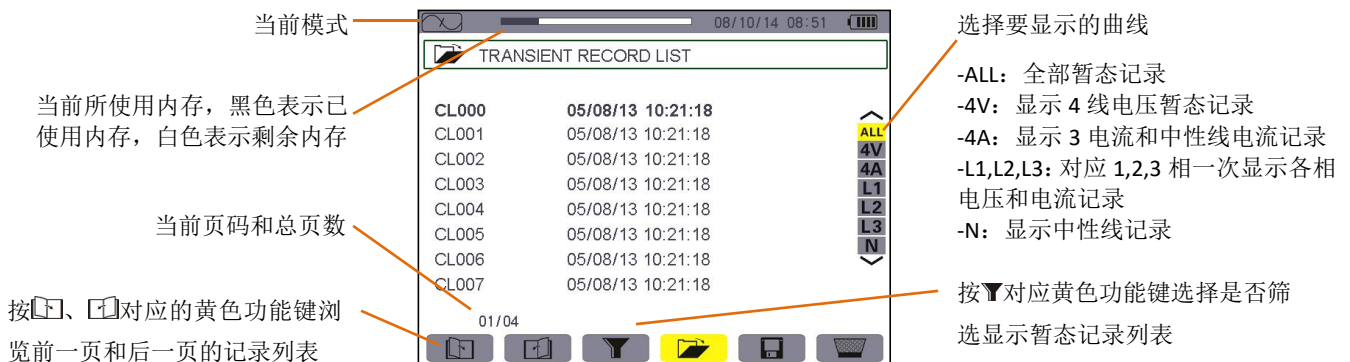 当前模式
当前所使用内存，黑色表示已
使用内存，白色表示剩余内存
当前页码和总页数
按、对应的黄色功能键浏
览前一页和后一页的记录列表
08/10/14 08:51
TRANSIENT RECORD LIST
CL000 05/08/13 10:21:18
CL001 05/08/13 10:21:18
CL002 05/08/13 10:21:18
CL003 05/08/13 10:21:18
CL004 05/08/13 10:21:18
CL005 05/08/13 10:21:18
CL006 05/08/13 10:21:18
CL007 05/08/13 10:21:18
01/04
ALL
4V
4A
L1
L2
L3
N
选择要显示的曲线
-ALL：全部暂态记录
-4V：显示 4 线电压暂态记录
-4A：显示 3 电流和中性线电流记录
-L1,L2,L3: 对应 1,2,3 相一次显示各相
电压和电流记录
-N：显示中性线记录
按对应黄色功能键选择是否筛
选显示暂态记录列表